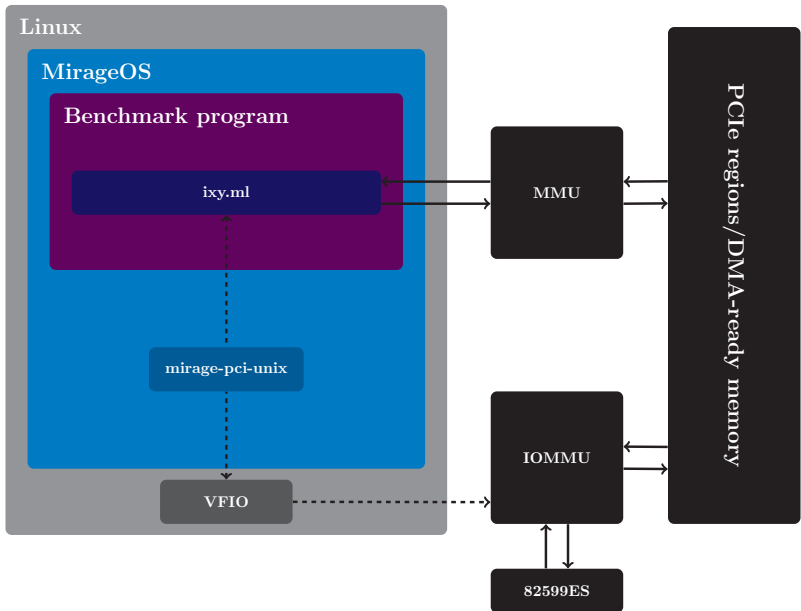 Linux
MirageOS
Benchmark program
ixy.ml
MMU
PCIe regions/DMA-ready memory
mirage-pci-unix
IOMMU
VFIO
82599ES